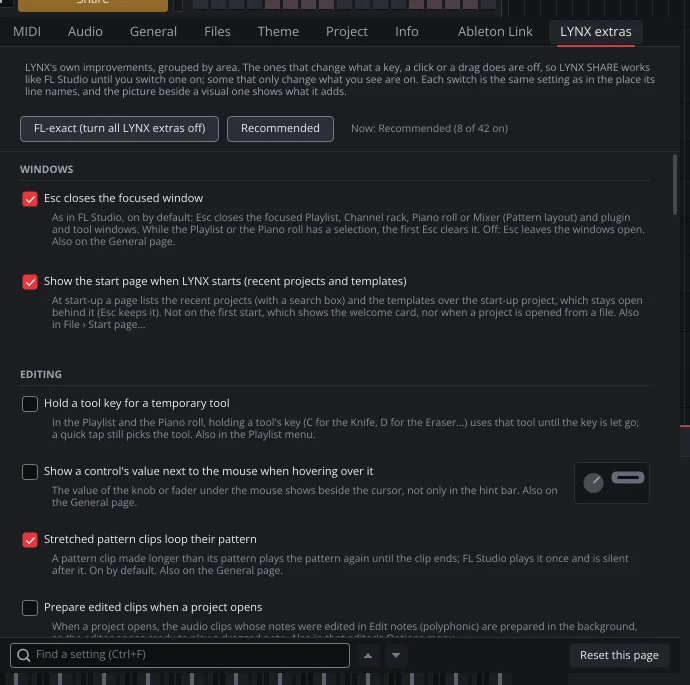 Share
MIDI Audio General Files Theme Project Info Ableton Link LYNX extras
LYNX's own improvements, grouped by area. The ones that change what a key, a click or a drag does are off, so LYNX SHARE works
like FL Studio until you switch one on; some that only change what you see are on. Each switch is the same setting as in the place its
line names, and the picture beside a visual one shows what it adds.
FL-exact (turn all LYNX extras off) Recommended Now: Recommended (8 of 42 on)
WINDOWS
Esc closes the focused window
As in FL Studio, on by default: Esc closes the focused Playlist, Channel rack, Piano roll or Mixer (Pattern layout) and plugin
and tool windows. While the Playlist or the Piano roll has a selection, the first Esc clears it. Off: Esc leaves the windows open.
Also on the General page.
Show the start page when LYNX starts (recent projects and templates)
At start-up a page lists the recent projects (with a search box) and the templates over the start-up project, which stays open
behind it (Esc keeps it). Not on the first start, which shows the welcome card, nor when a project is opened from a file. Also
in File › Start page...
EDITING
Hold a tool key for a temporary tool
In the Playlist and the Piano roll, holding a tool's key (C for the Knife, D for the Eraser...) uses that tool until the key is let go;
a quick tap still picks the tool. Also in the Playlist menu.
Show a control's value next to the mouse when hovering over it
The value of the knob or fader under the mouse shows beside the cursor, not only in the hint bar. Also on
the General page.
Stretched pattern clips loop their pattern
A pattern clip made longer than its pattern plays the pattern again until the clip ends; FL Studio plays it once and is silent
after it. On by default. Also on the General page.
Prepare edited clips when a project opens
When a project opens, the audio clips whose notes were edited in Edit notes (polyphonic) are prepared in the background,
Find a setting (Ctrl+F) Reset this page